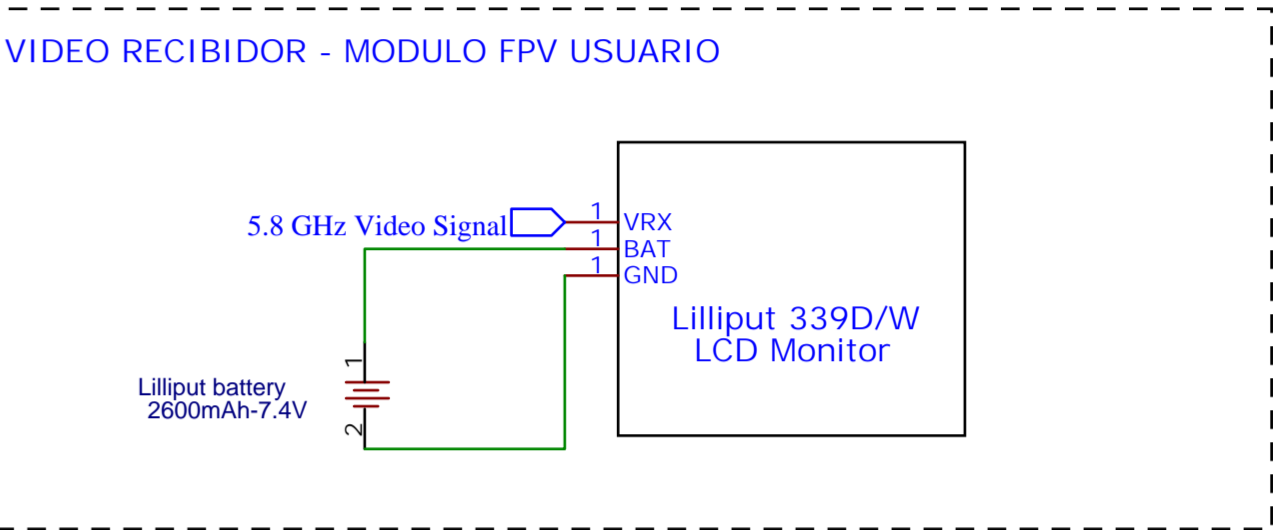 VIDEO RECIBIDOR - MODULO FPV USUARIO
5.8 GHz Video Signal
1 VRX
1 BAT
1 GND
Lilliput 339D/W
LCD Monitor
1
Lilliput battery
2600mAh-7.4V
2